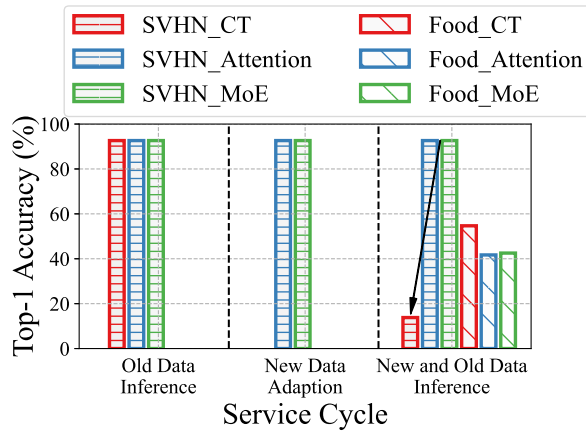 SVHN_CT Food_CT
SVHN_Attention Food_Attention
SVHN_MoE Food_MoE
Top-1 Accuracy (%)
100
80
60
40
20
0
Old Data New Data New and Old Data
Inference Adaption Inference
Service Cycle